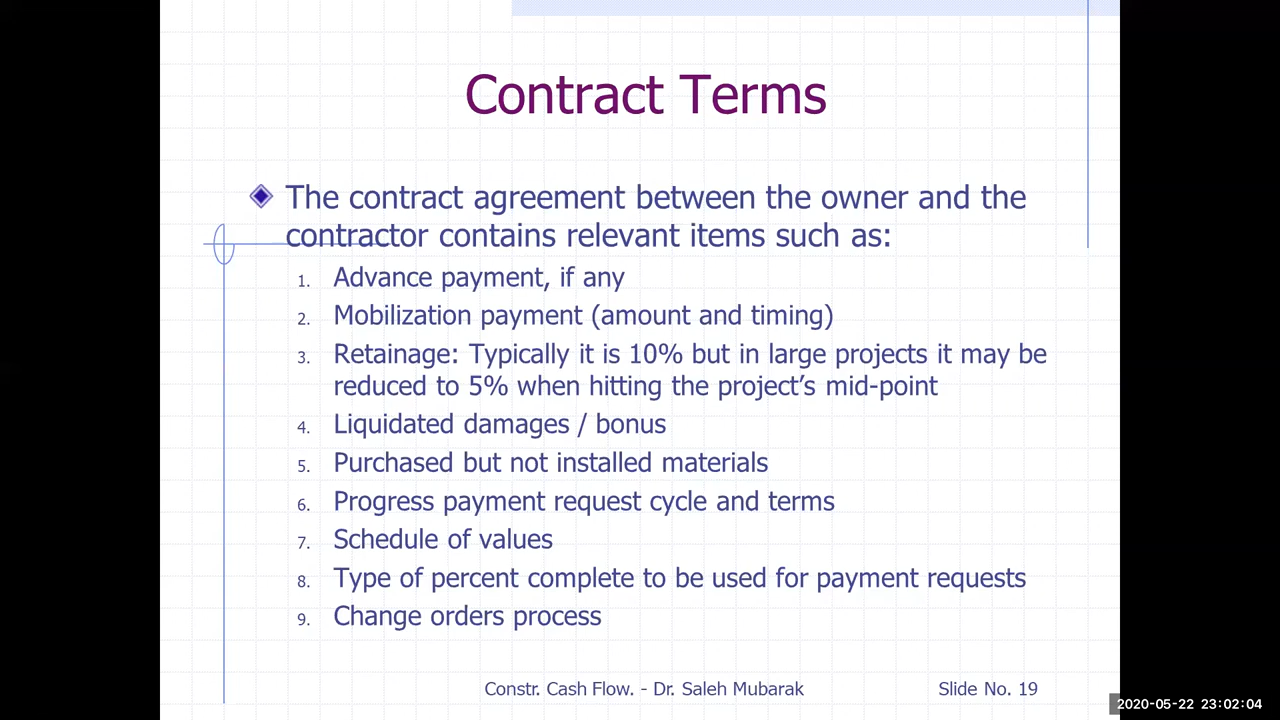 Contract Terms
The contract agreement between the owner and the
contractor contains relevant items such as:
1. Advance payment, if any
2. Mobilization payment (amount and timing)
3. Retainage: Typically it is 10% but in large projects it may be
reduced to 5% when hitting the project’s mid-point
4. Liquidated damages / bonus
5. Purchased but not installed materials
6. Progress payment request cycle and terms
7. Schedule of values
8. Type of percent complete to be used for payment requests
9. Change orders process
Constr. Cash Flow. - Dr. Saleh Mubarak
Slide No. 19
2020-05-22 23:02:04